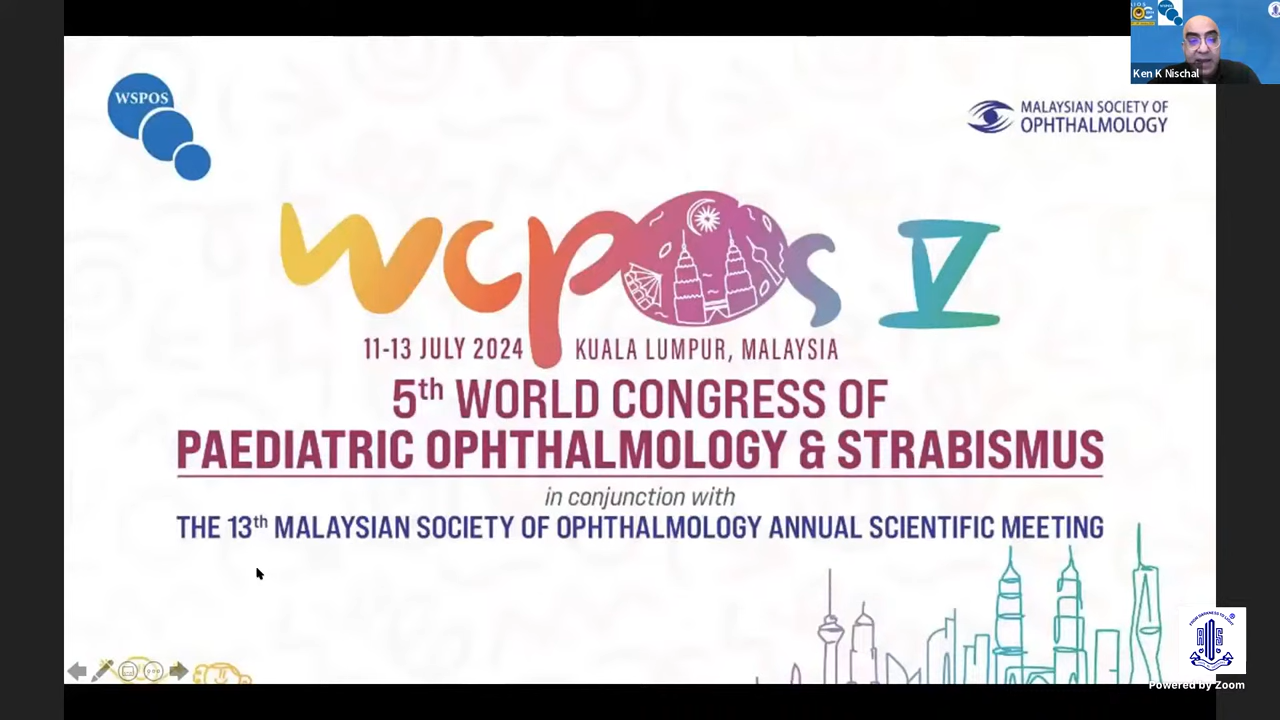 Ken K Nischal
WSPOS
MALAYSIAN SOCIETY OF
OPHTHALMOLOGY
wcpos V
11-13 JULY 2024 KUALA LUMPUR, MALAYSIA
5th WORLD CONGRESS OF
PAEDIATRIC OPHTHALMOLOGY & STRABISMUS
in conjunction with
THE 13th MALAYSIAN SOCIETY OF OPHTHALMOLOGY ANNUAL SCIENTIFIC MEETING
Powered by Zoom